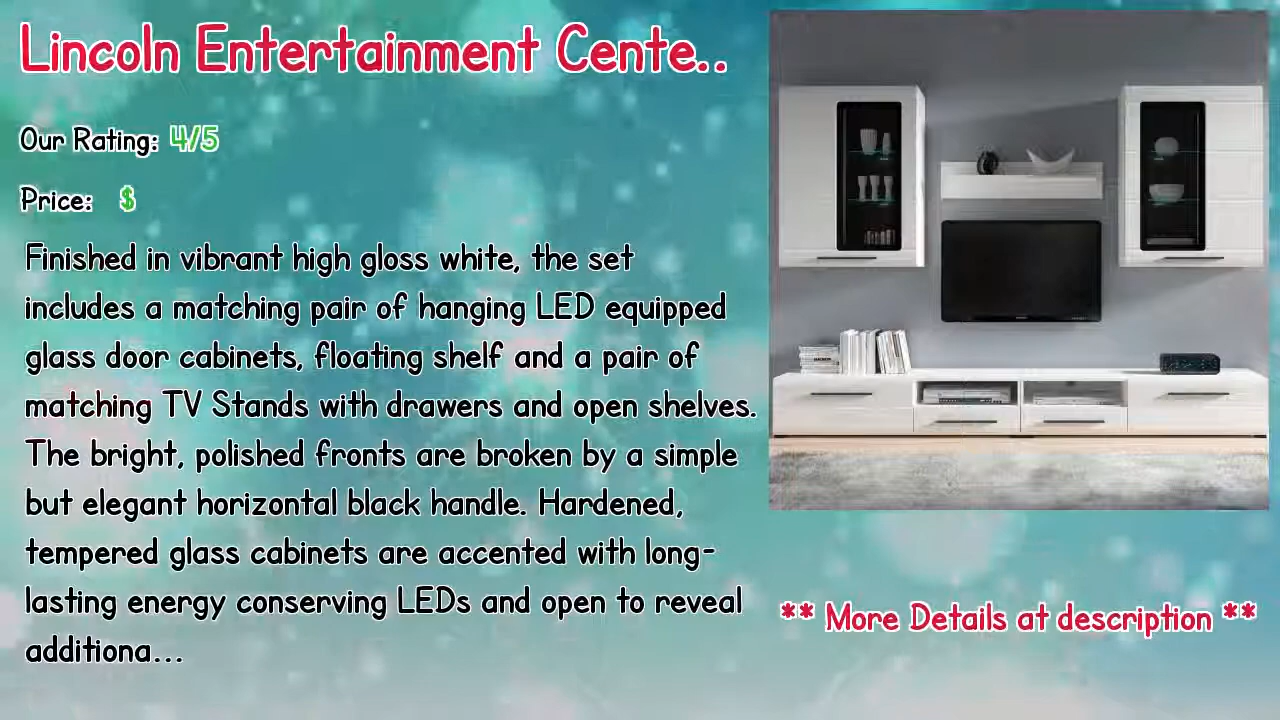 Lincoln Entertainment Cente..
Our Rating: 4/5
Price: $
Finished in vibrant high gloss white, the set
includes a matching pair of hanging LED equipped
glass door cabinets, floating shelf and a pair of
matching TV Stands with drawers and open shelves.
The bright, polished fronts are broken by a simple
but elegant horizontal black handle. Hardened,
tempered glass cabinets are accented with long-
lasting energy conserving LEDs and open to reveal
additiona...
** More Details at description **